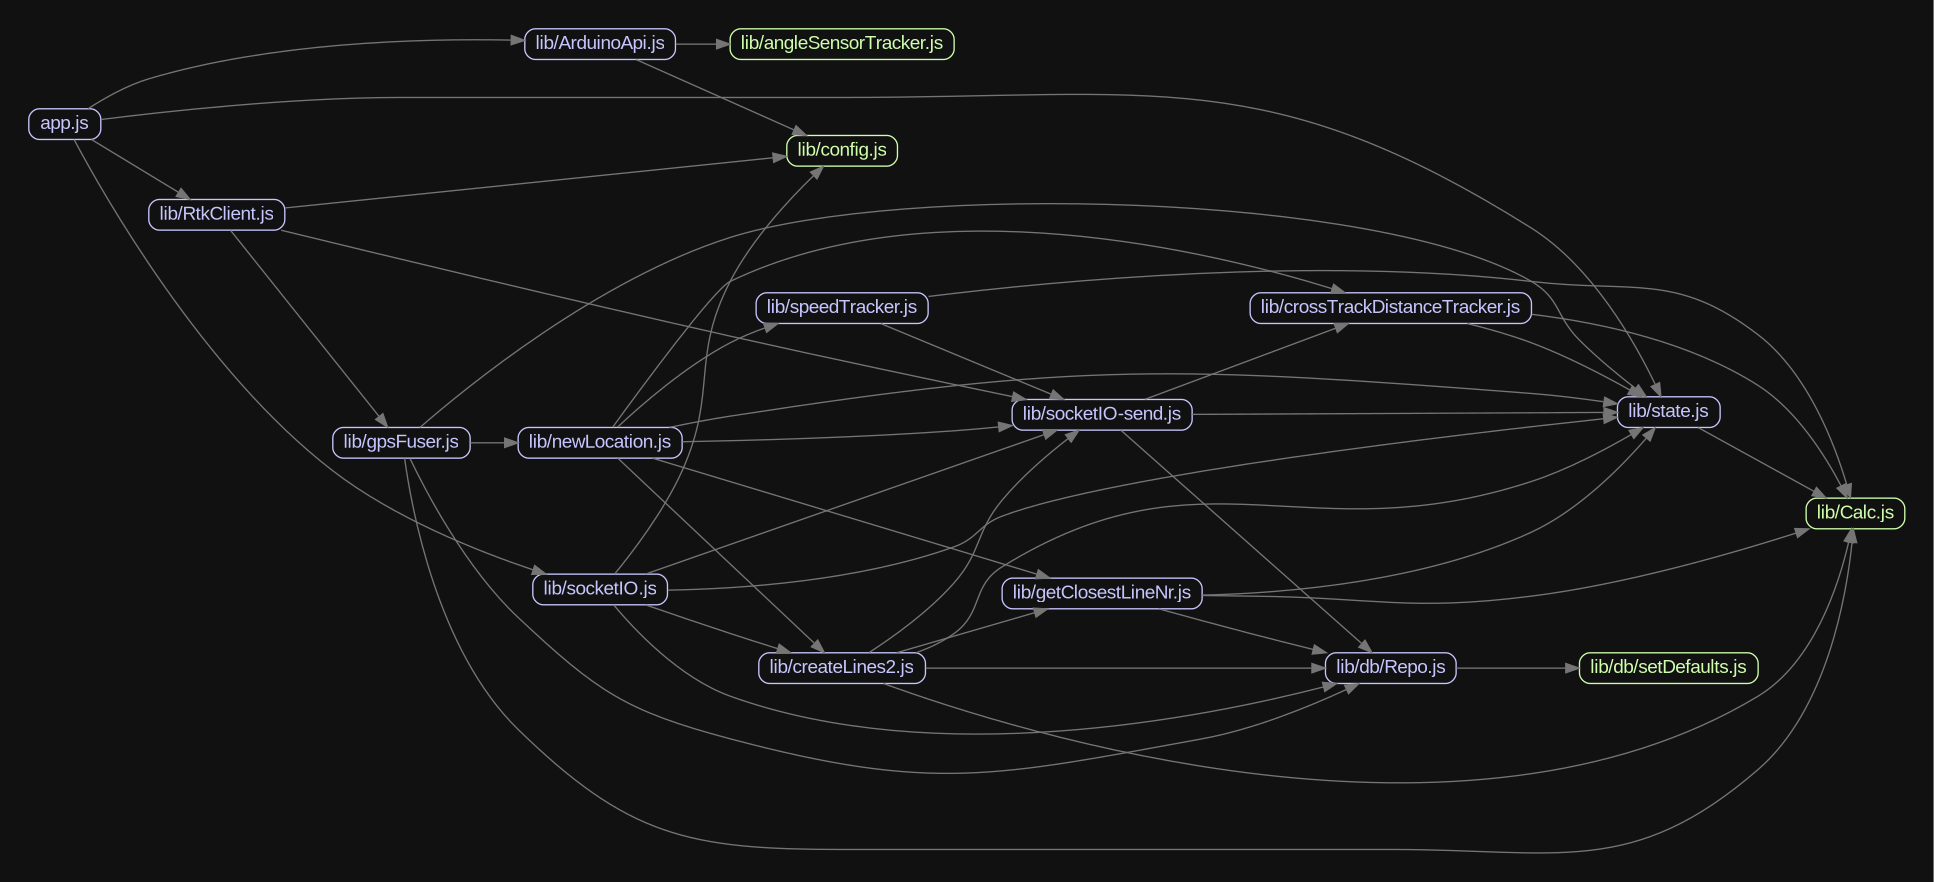 lib/ArduinoApi.js
lib/angleSensorTracker.js
app.js
lib/config.js
lib/RtkClient.js
lib/speedTracker.js
lib/crossTrackDistanceTracker.js
lib/socketIO-send.js
lib/state.js
lib/gpsFuser.js
lib/newLocation.js
lib/Calc.js
lib/socketIO.js
lib/getClosestLineNr.js
lib/createLines2.js
lib/db/Repo.js
lib/db/setDefaults.js